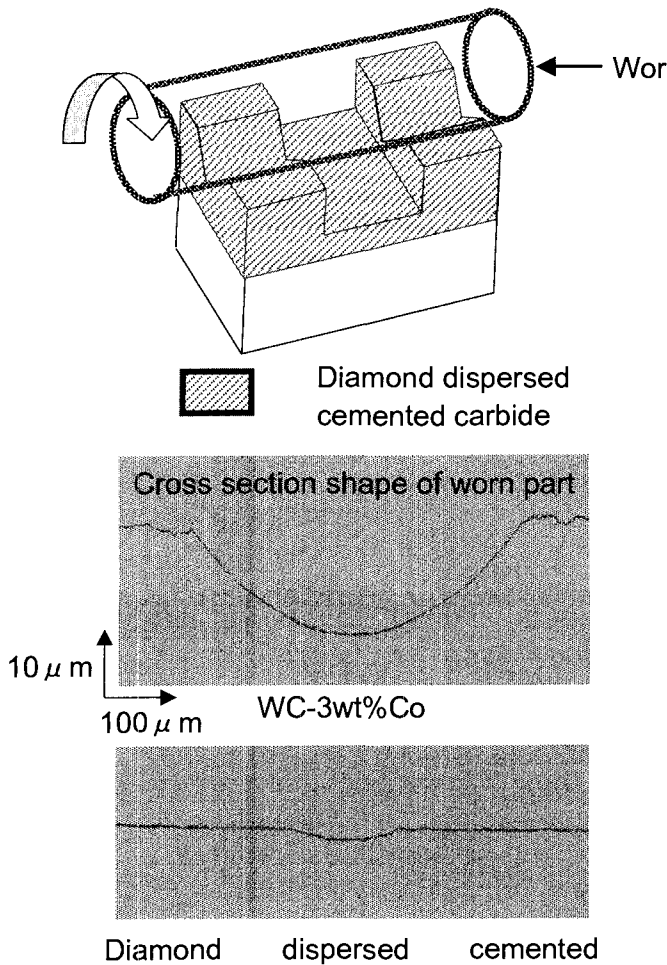 Wor
Diamond dispersed
cemented carbide
Cross section shape of worn part
10 μ m
100 μ m
WC-3wt%Co
Diamond dispersed cemented